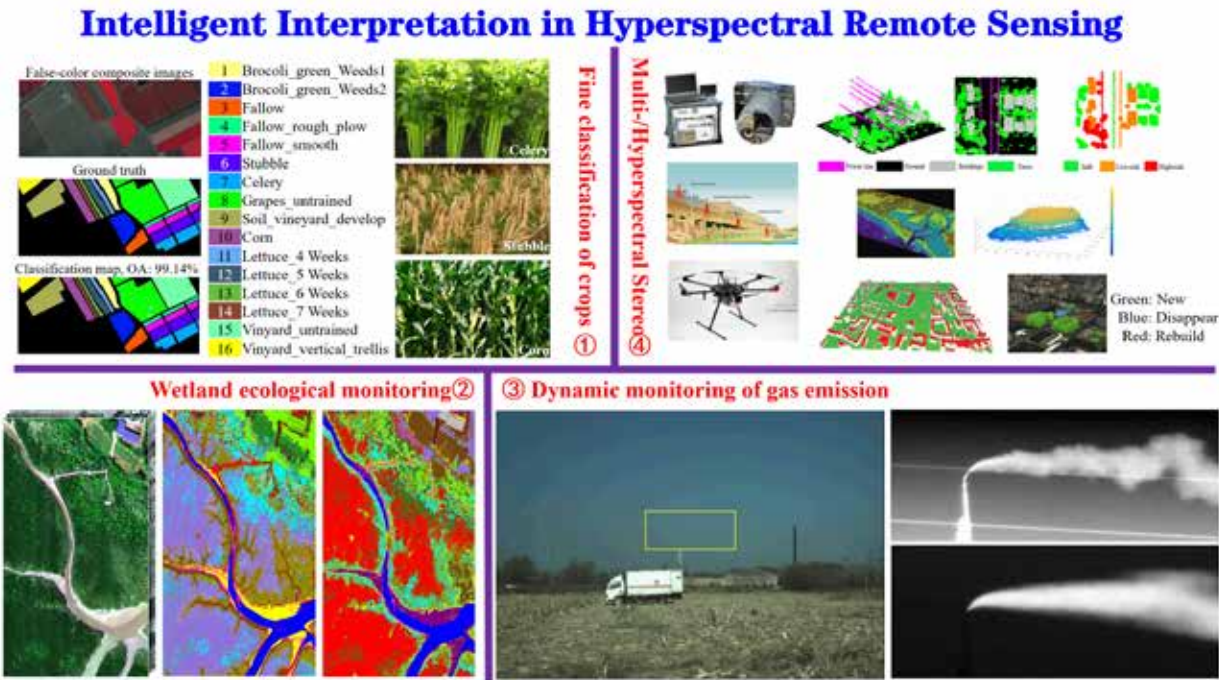 Intelligent Interpretation in Hyperspectral Remote Sensing
False-color composite images
Ground truth
Classification map, OA: 99.14%
1 Brocoli_green_Weeds1
2 Brocoli_green_Weeds2
3 Fallow
4 Fallow_rough_plow
5 Fallow_smooth
6 Stubble
7 Celery
8 Grapes_untrained
9 Soil_vineyard_develop
10 Corn
11 Lettuce_4 Weeks
12 Lettuce_5 Weeks
13 Lettuce_6 Weeks
14 Lettuce_7 Weeks
15 Vinyard_untrained
16 Vinyard_vertical_trellis
Celery
Stubble
Corn
Fine classification of crops ①
Multi-/Hyperspectral Stereo ④
Green: New
Blue: Disappear
Red: Rebuild
Wetland ecological monitoring②
③ Dynamic monitoring of gas emission